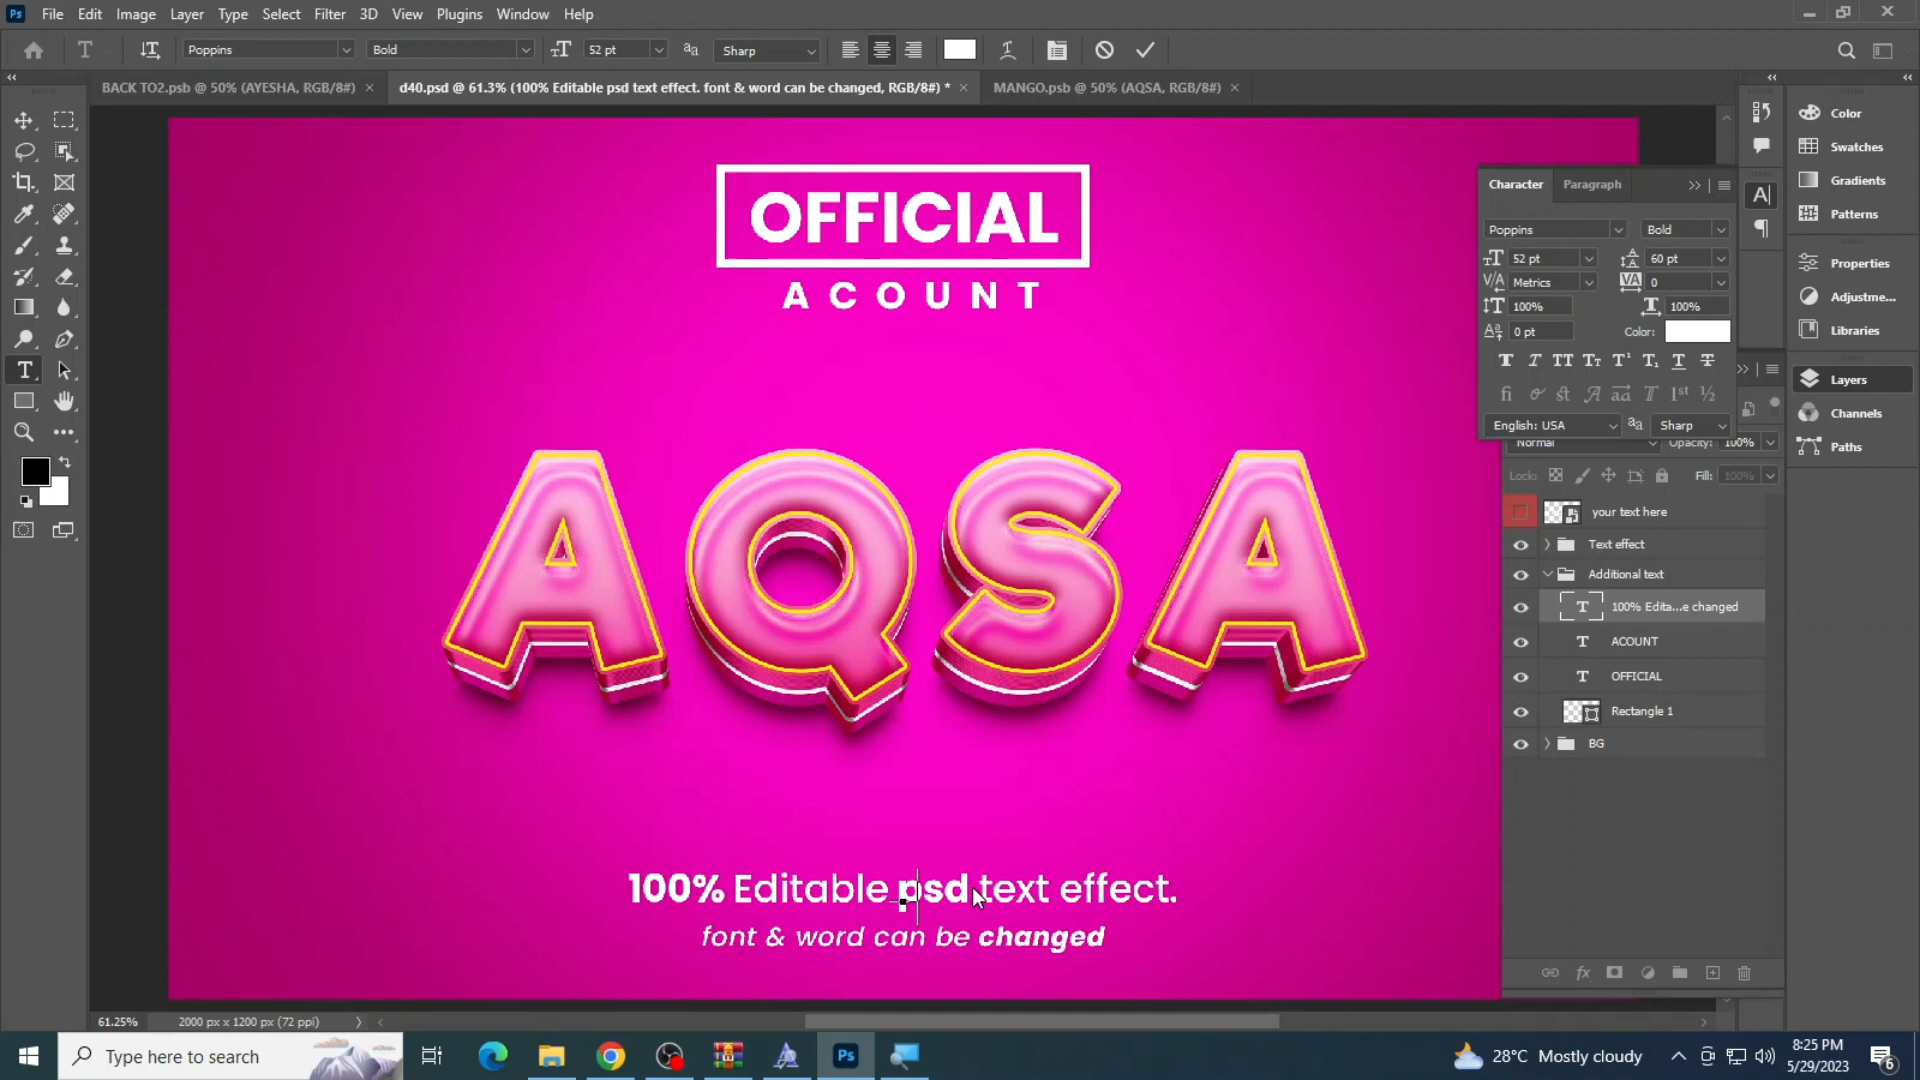 Ps File Edit Image Layer Type Select Filter 3D View Plugins Window Help
Poppins Bold 52 pt Sharp
BACK TO2.psb @ 50% (AYESHA, RGB/8#) × d40.psd @ 61.3% (100% Editable psd text effect. font & word can be changed, RGB/8#) * × MANGO.psb @ 50% (AQSA, RGB/8#) ×
OFFICIAL
ACOUNT
AQSA
100% Editable psd text effect.
font & word can be changed
Character Paragraph
Poppins Bold
52 pt 60 pt
Metrics 0
100% 100%
0 pt Color:
English: USA Sharp
Normal Opacity: 100%
Lock: Fill: 100%
your text here
Text effect
Additional text
100% Edita...e changed
ACOUNT
OFFICIAL
Rectangle 1
BG
Color
Swatches
Gradients
Patterns
Properties
Adjustme...
Libraries
Layers
Channels
Paths
61.25% 2000 px x 1200 px (72 ppi)
Type here to search
28°C Mostly cloudy
8:25 PM
5/29/2023
6